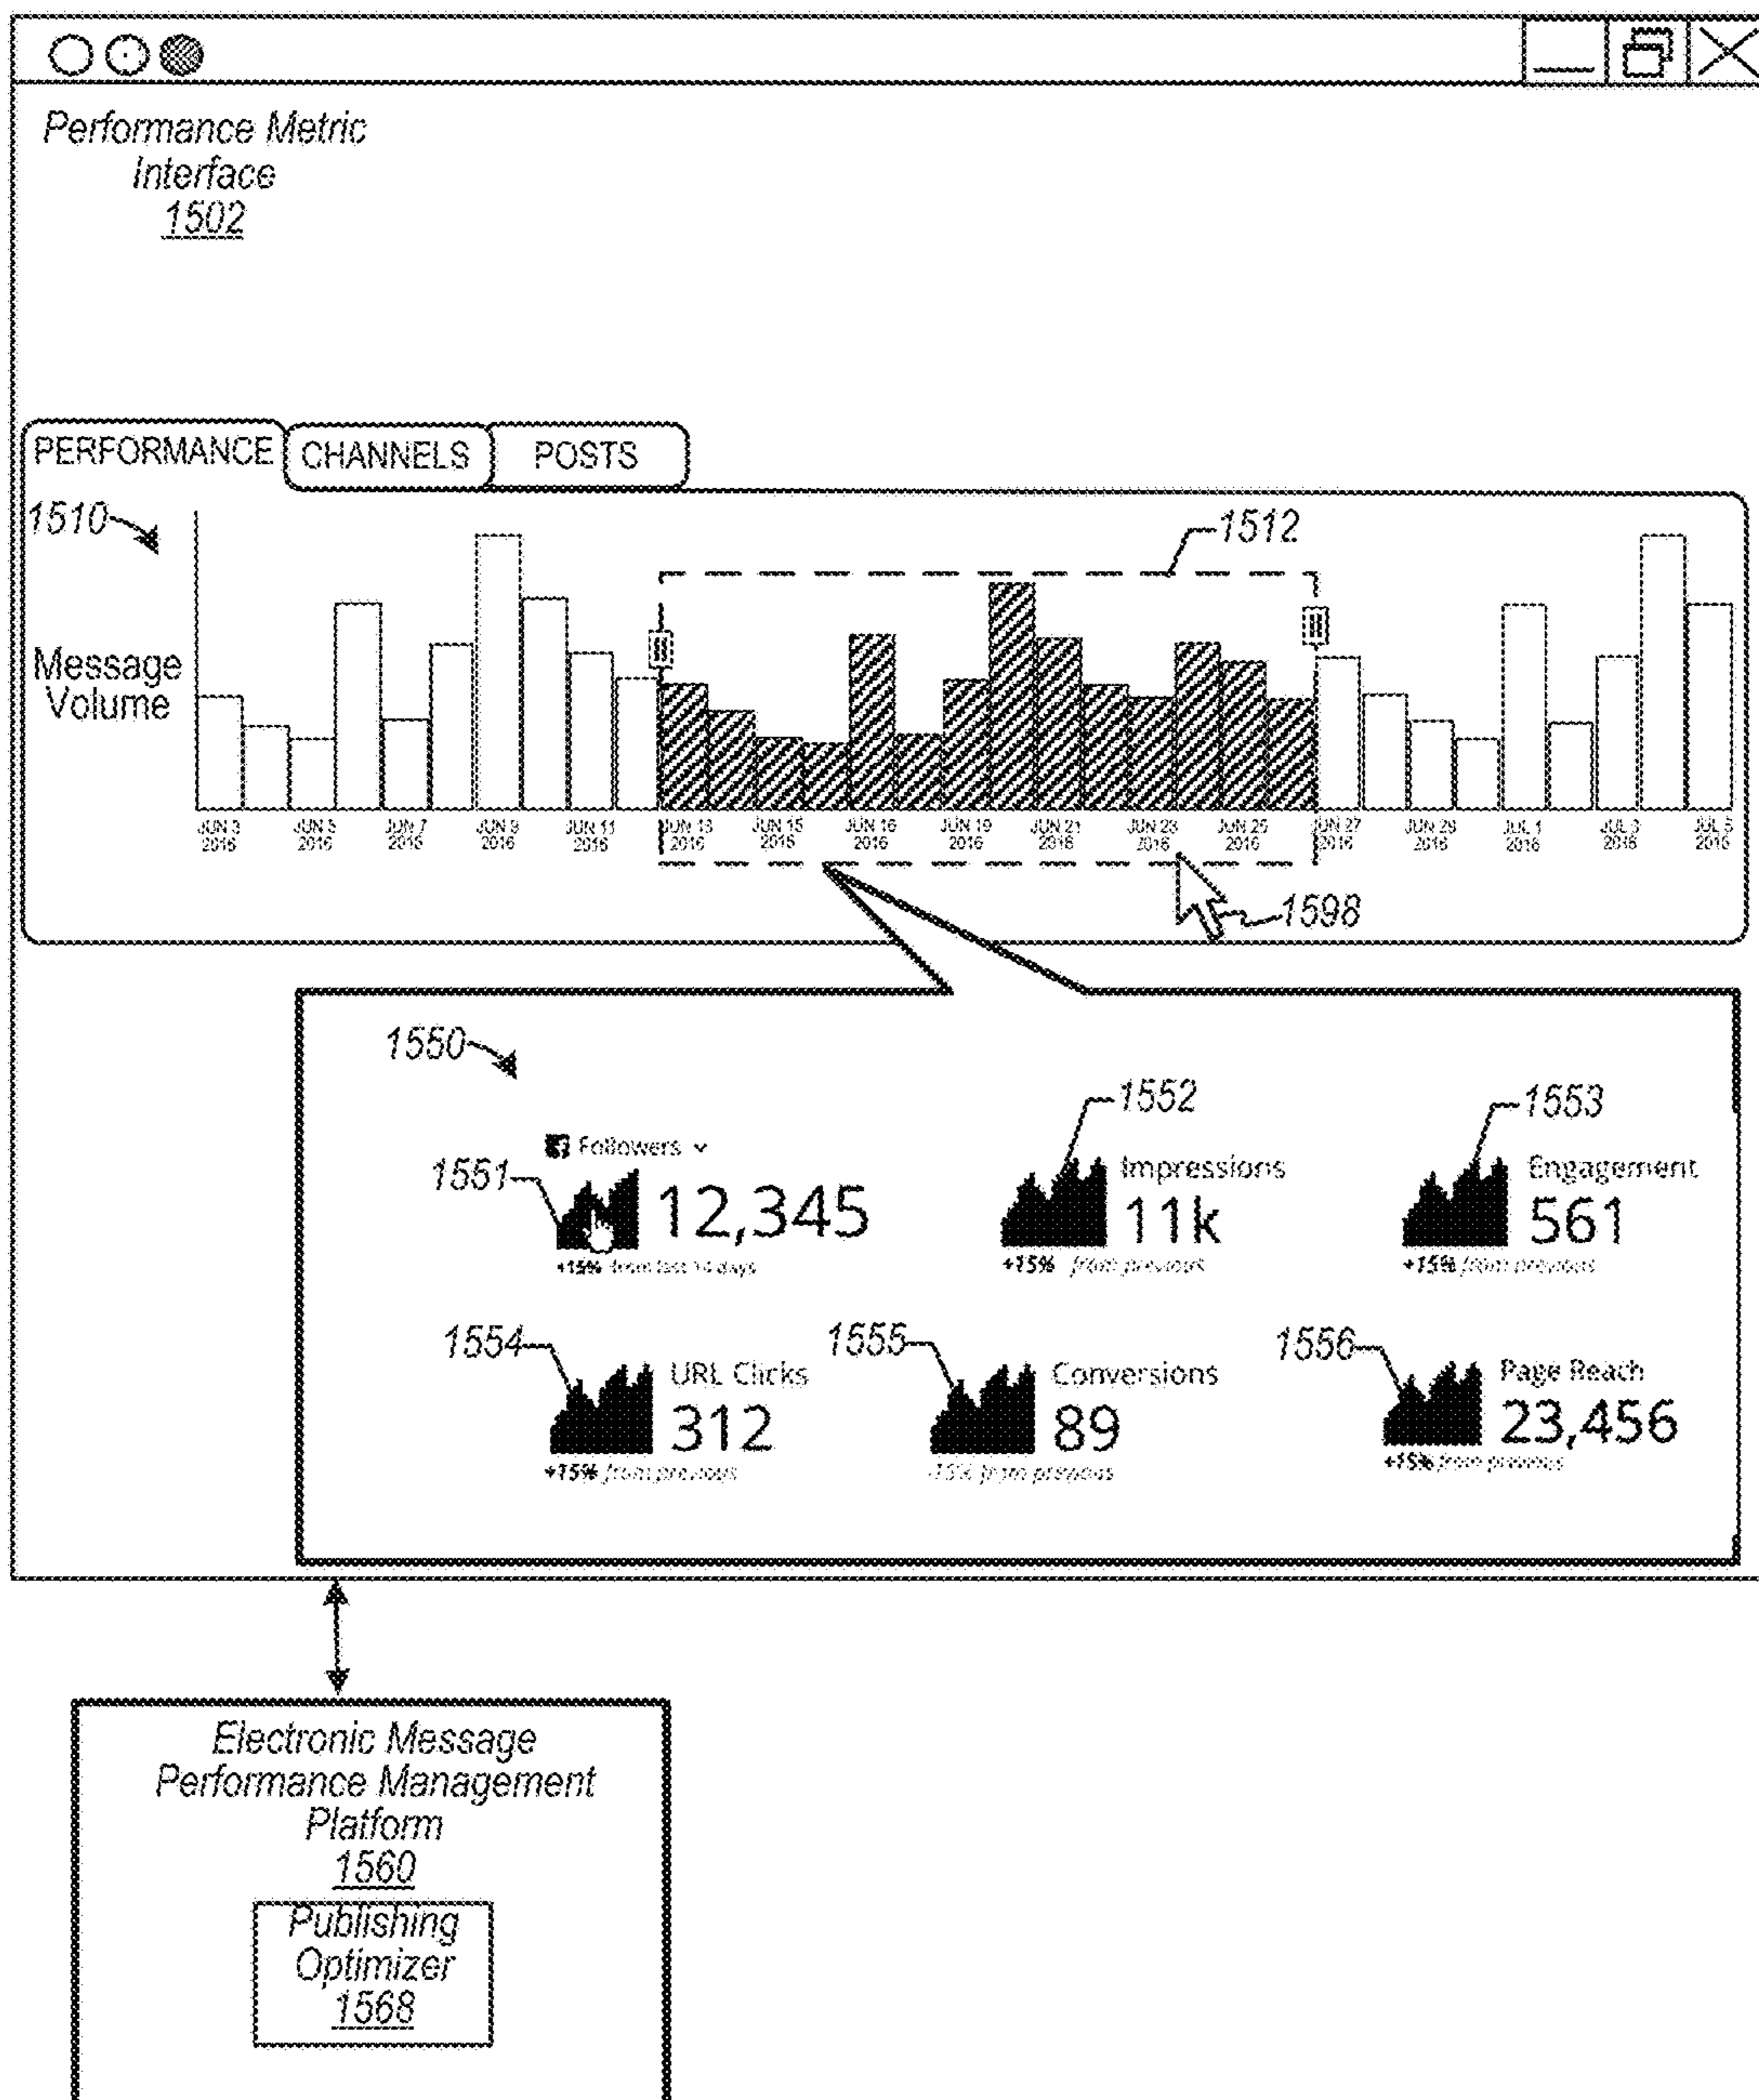 Performance Metric
Interface
1502
PERFORMANCE
CHANNELS
POSTS
1510
1512
Message
Volume
JUN 3
2016
JUN 5
2016
JUN 7
2016
JUN 9
2016
JUN 11
2016
JUN 13
2016
JUN 15
2016
JUN 16
2016
JUN 19
2016
JUN 21
2016
JUN 23
2016
JUN 25
2016
JUN 27
2016
JUN 29
2016
JUL 1
2016
JUL 3
2016
JUL 5
2016
1598
1550
1552
1553
Followers
1551
12,345
+15% from last 14 days
Impressions
11k
+15% from previous
Engagement
561
+15% from previous
1554
1555
1556
URL Clicks
312
+15% from previous
Conversions
89
-15% from previous
Page Reach
23,456
+15% from previous
Electronic Message
Performance Management
Platform
1560
Publishing
Optimizer
1568